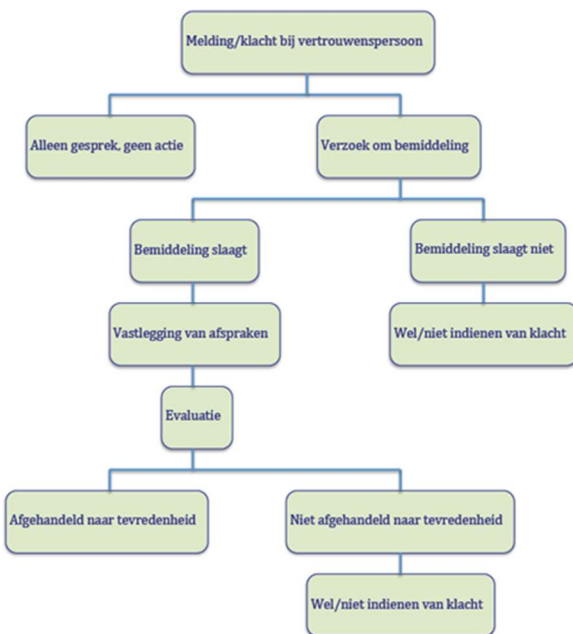 Melding/klacht bij vertrouwenspersoon
Alleen gesprek, geen actie
Verzoek om bemiddeling
Bemiddeling slaagt
Bemiddeling slaagt niet
Vastlegging van afspraken
Wel/niet indienen van klacht
Evaluatie
Afgehandeld naar tevredenheid
Niet afgehandeld naar tevredenheid
Wel/niet indienen van klacht